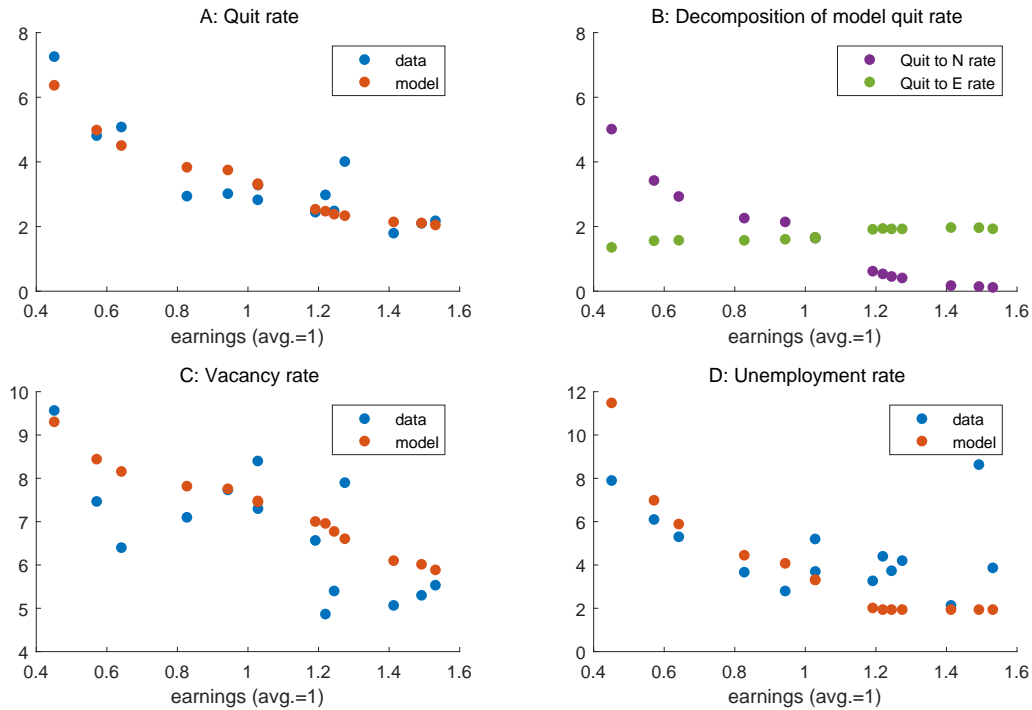 A: Quit rate
8
6
4
2
0
0.4 0.6 0.8 1 1.2 1.4 1.6
earnings (avg.=1)
data
model
B: Decomposition of model quit rate
8
6
4
2
0
0.4 0.6 0.8 1 1.2 1.4 1.6
earnings (avg.=1)
Quit to N rate
Quit to E rate
C: Vacancy rate
10
9
8
7
6
5
4
0.4 0.6 0.8 1 1.2 1.4 1.6
earnings (avg.=1)
data
model
D: Unemployment rate
12
10
8
6
4
2
0
0.4 0.6 0.8 1 1.2 1.4 1.6
earnings (avg.=1)
data
model